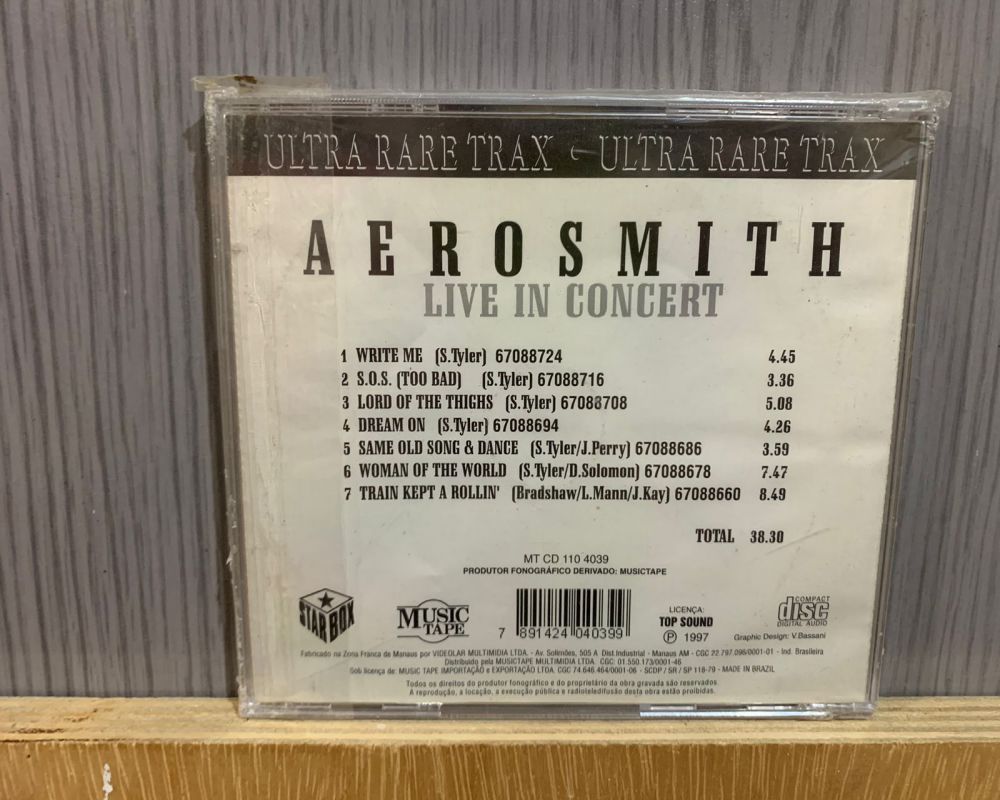 ULTRA RARE TRAX ULTRA RARE TRAX
AEROSMITH
LIVE IN CONCERT
1 WRITE ME (S.Tyler) 67088724 4.45
2 S.O.S. (TOO BAD) (S.Tyler) 67088716 3.36
3 LORD OF THE THIGHS (S.Tyler) 67088708 5.08
4 DREAM ON (S.Tyler) 67088694 4.26
5 SAME OLD SONG & DANCE (S.Tyler/J.Perry) 67088686 3.59
6 WOMAN OF THE WORLD (S.Tyler/D.Solomon) 67088678 7.47
7 TRAIN KEPT A ROLLIN' (Bradshaw/L.Mann/J.Kay) 67088660 8.49
TOTAL 38.30
MT CD 110 4039
PRODUTOR FONOGRÁFICO DERIVADO: MUSICTAPE
STAR BOX
MUSIC TAPE
7 891424 040399
LICENÇA:
TOP SOUND
℗ 1997
COMPACT disc DIGITAL AUDIO
Graphic Design: V.Bassani
Fabricado na Zona Franca de Manaus por VIDEOLAR MULTIMIDIA LTDA. - Av. Solimões, 505 A Dist.Industrial - Manaus AM - CGC 22.797.096/0001-01 - Ind. Brasileira
Distribuído pela MUSICTAPE MULTIMIDIA LTDA. CGC 01.550.173/0001-46
Sob licença de: MUSIC TAPE IMPORTAÇÃO e EXPORTAÇÃO LTDA. CGC 74.646.464/0001-06 - SCDP / SR / SP 118-79 - MADE IN BRAZIL
Todos os direitos do produtor fonográfico e do proprietário da obra gravada são reservados.
A reprodução, a locação, a execução pública e radioteledifusão desta obra estão proibidas.